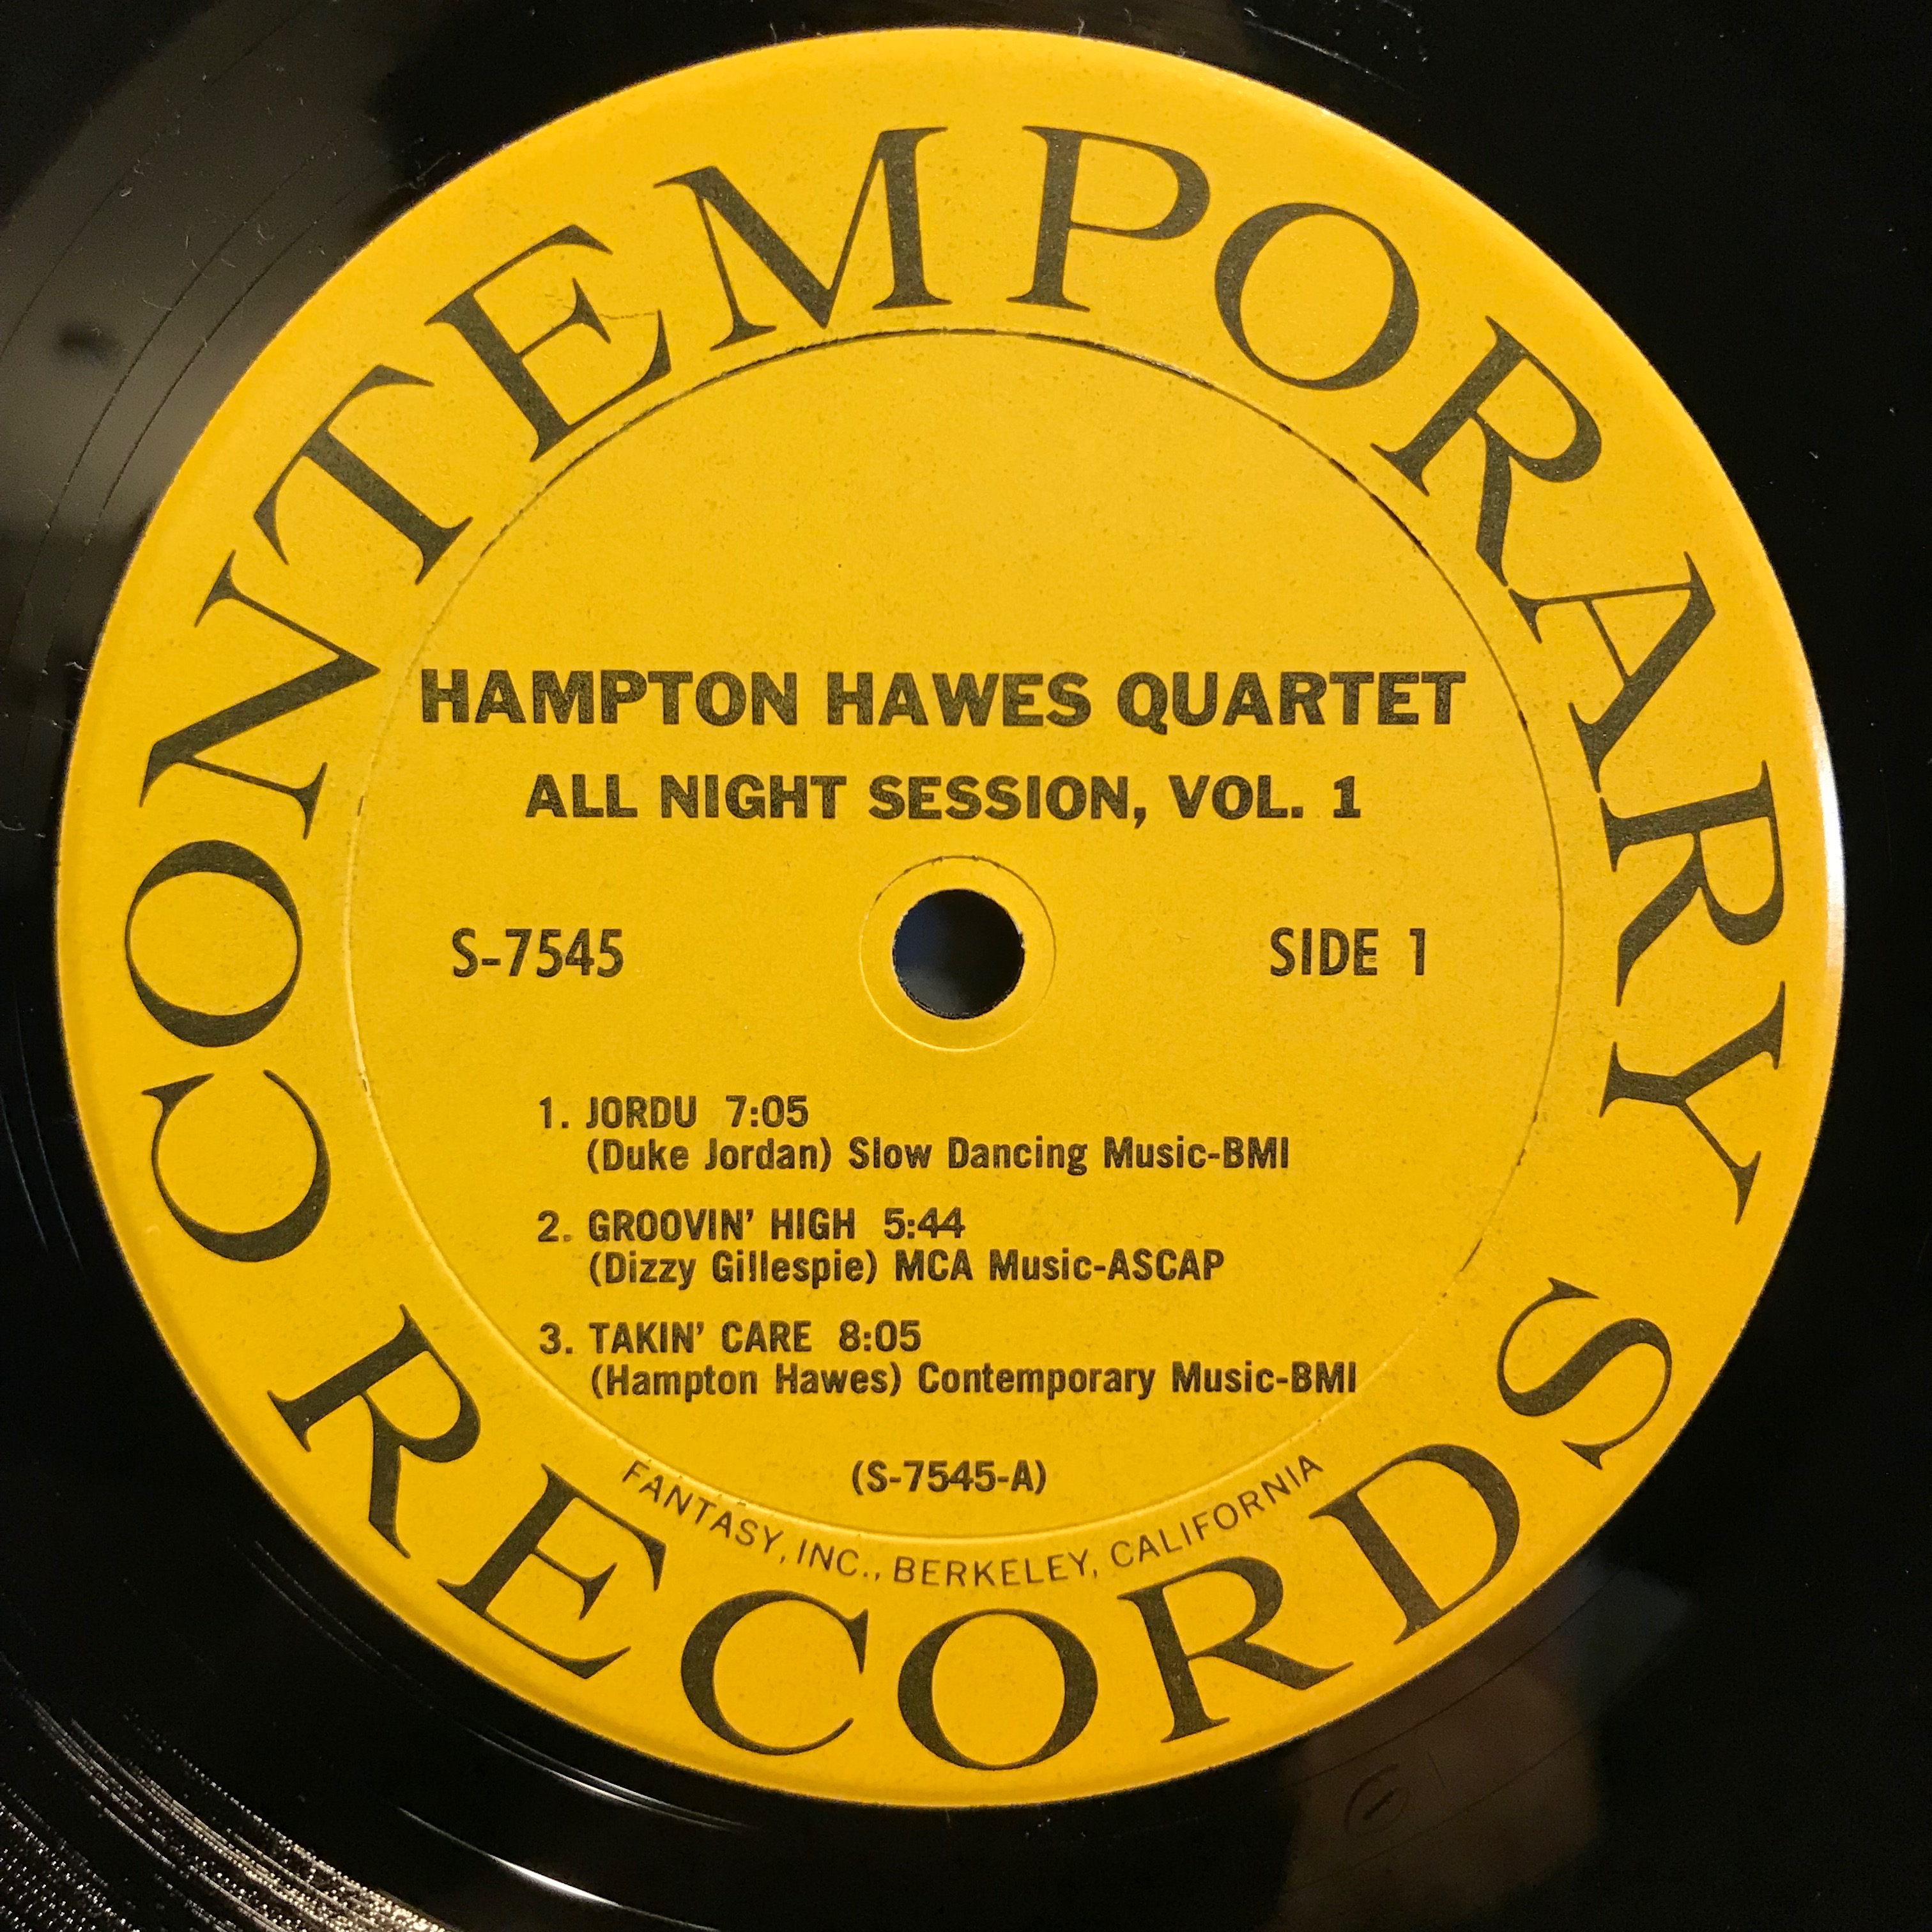 CONTEMPORARY
HAMPTON HAWES QUARTET
ALL NIGHT SESSION, VOL. 1
S-7545
SIDE 1
1. JORDU 7:05
(Duke Jordan) Slow Dancing Music-BMI
2. GROOVIN' HIGH 5:44
(Dizzy Gillespie) MCA Music-ASCAP
3. TAKIN' CARE 8:05
(Hampton Hawes) Contemporary Music-BMI
(S-7545-A)
FANTASY, INC., BERKELEY, CALIFORNIA
RECORDS